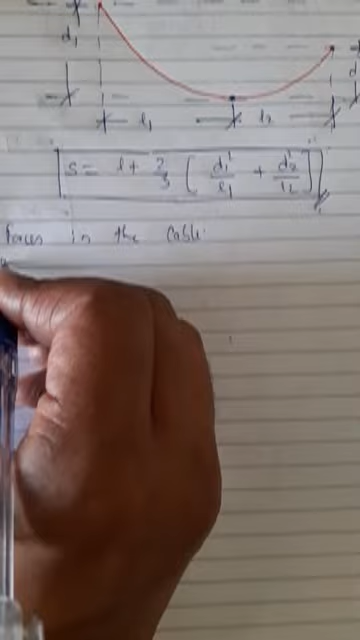 d₁
d
l₁ l₂
S = l + 2/3 [ d₁²/l₁ + d₂²/l₂ ]
Forces in the Cable